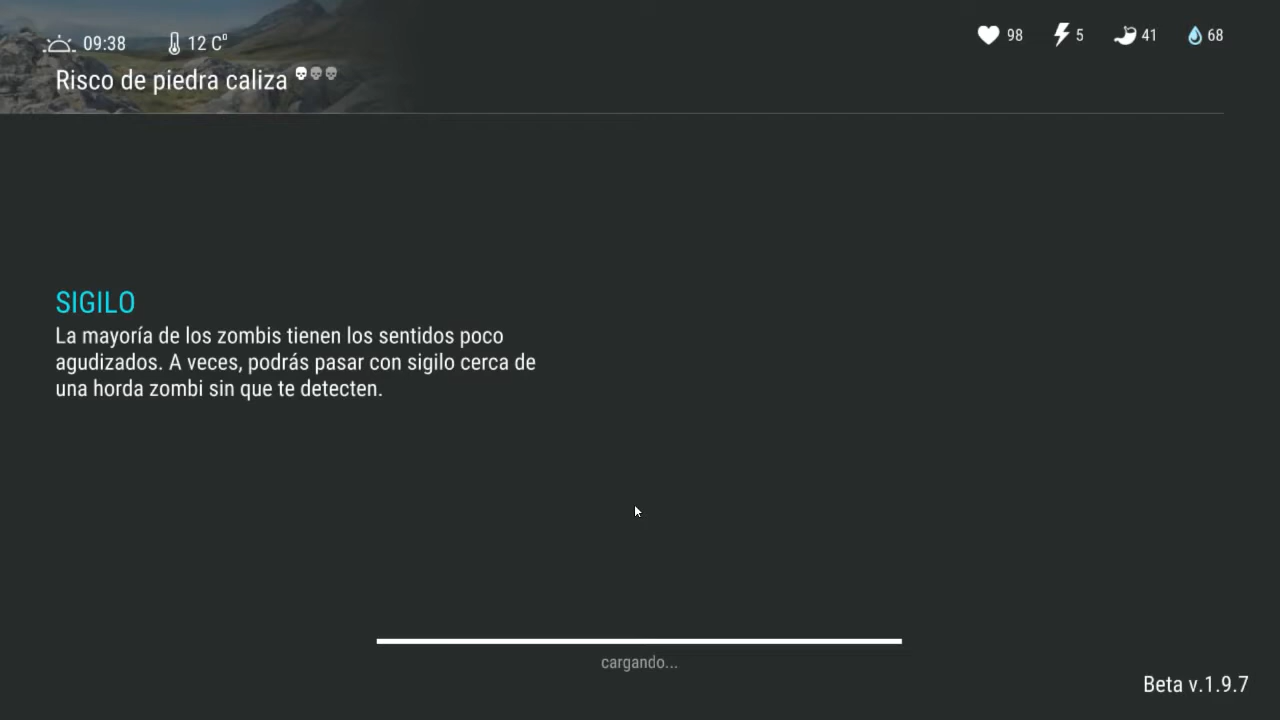 09:38 12 Cº
98 5 41 68
Risco de piedra caliza
SIGILO
La mayoría de los zombis tienen los sentidos poco
agudizados. A veces, podrás pasar con sigilo cerca de
una horda zombi sin que te detecten.
cargando...
Beta v.1.9.7